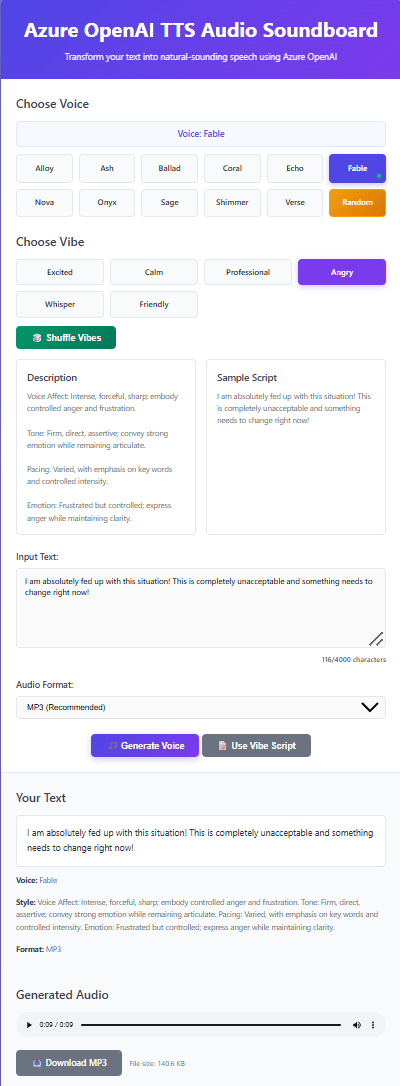 Azure OpenAI TTS Audio Soundboard
Transform your text into natural-sounding speech using Azure OpenAI
Choose Voice
Voice: Fable
Alloy Ash Ballad Coral Echo Fable
Nova Onyx Sage Shimmer Verse Random
Choose Vibe
Excited Calm Professional Angry
Whisper Friendly
Shuffle Vibes
Description
Voice Affect: Intense, forceful, sharp; embody
controlled anger and frustration.
Tone: Firm, direct, assertive; convey strong
emotion while remaining articulate.
Pacing: Varied, with emphasis on key words
and controlled intensity.
Emotion: Frustrated but controlled; express
anger while maintaining clarity.
Sample Script
I am absolutely fed up with this situation! This
is completely unacceptable and something
needs to change right now!
Input Text:
I am absolutely fed up with this situation! This is completely unacceptable and something needs to
change right now!
116/4000 characters
Audio Format:
MP3 (Recommended)
Generate Voice Use Vibe Script
Your Text
I am absolutely fed up with this situation! This is completely unacceptable and something
needs to change right now!
Voice: Fable
Style: Voice Affect: Intense, forceful, sharp; embody controlled anger and frustration. Tone: Firm, direct,
assertive; convey strong emotion while remaining articulate. Pacing: Varied, with emphasis on key words and
controlled intensity. Emotion: Frustrated but controlled; express anger while maintaining clarity.
Format: MP3
Generated Audio
0:09 / 0:09
Download MP3 File size: 140.6 KB